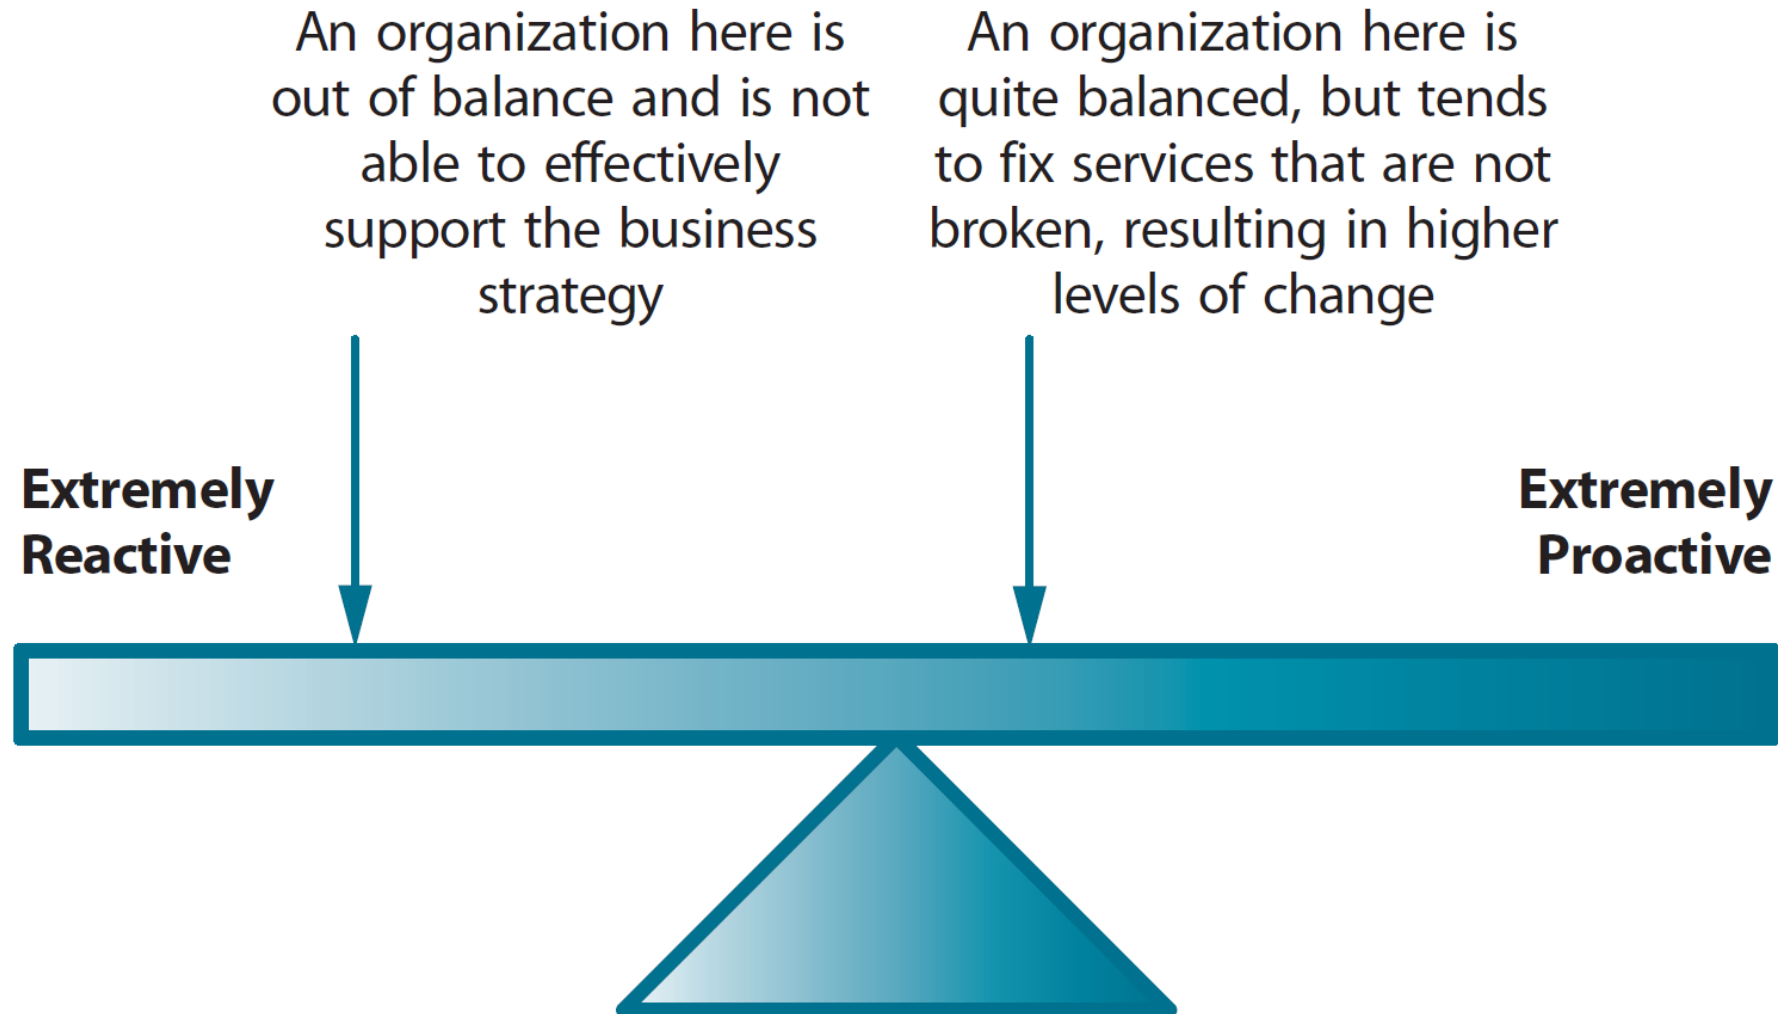 An organization here is
out of balance and is not
able to effectively
support the business
strategy
An organization here is
quite balanced, but tends
to fix services that are not
broken, resulting in higher
levels of change
Extremely
Reactive
Extremely
Proactive